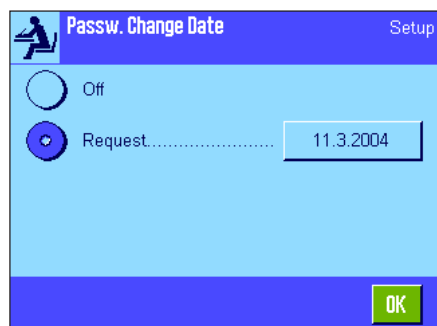 Passw. Change Date Setup
Off
Request........................ 11.3.2004
OK